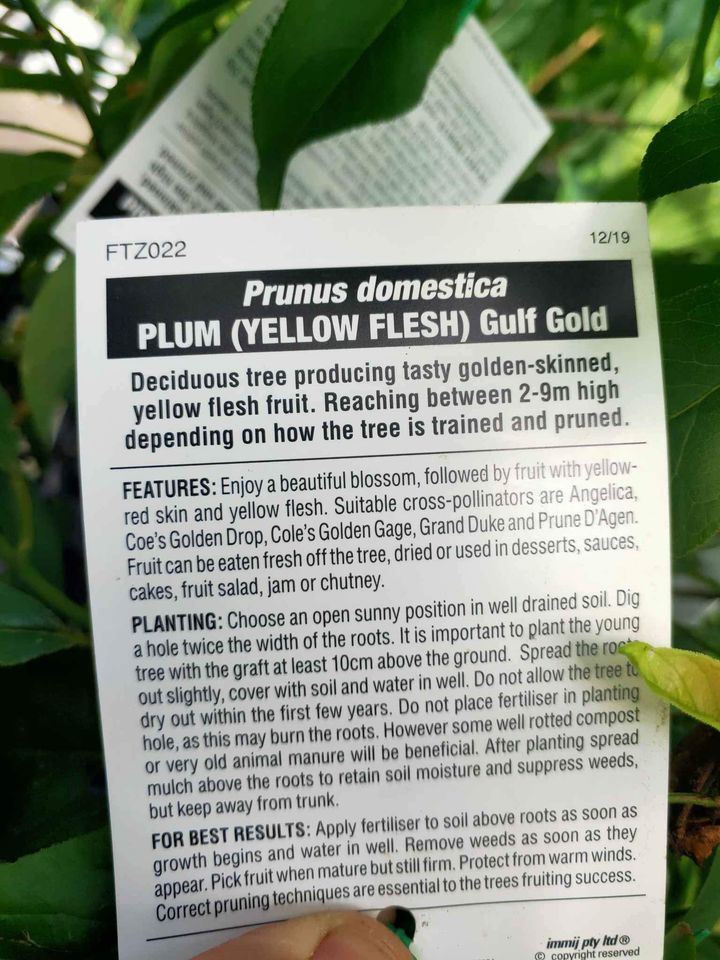 FTZ022
12/19
Prunus domestica
PLUM (YELLOW FLESH) Gulf Gold
Deciduous tree producing tasty golden-skinned,
yellow flesh fruit. Reaching between 2-9m high
depending on how the tree is trained and pruned.
FEATURES: Enjoy a beautiful blossom, followed by fruit with yellow-
red skin and yellow flesh. Suitable cross-pollinators are Angelica,
Coe's Golden Drop, Cole's Golden Gage, Grand Duke and Prune D'Agen.
Fruit can be eaten fresh off the tree, dried or used in desserts, sauces,
cakes, fruit salad, jam or chutney.
PLANTING: Choose an open sunny position in well drained soil. Dig
a hole twice the width of the roots. It is important to plant the young
tree with the graft at least 10cm above the ground. Spread the roots
out slightly, cover with soil and water in well. Do not allow the tree to
dry out within the first few years. Do not place fertiliser in planting
hole, as this may burn the roots. However some well rotted compost
or very old animal manure will be beneficial. After planting spread
mulch above the roots to retain soil moisture and suppress weeds,
but keep away from trunk.
FOR BEST RESULTS: Apply fertiliser to soil above roots as soon as
growth begins and water in well. Remove weeds as soon as they
appear. Pick fruit when mature but still firm. Protect from warm winds.
Correct pruning techniques are essential to the trees fruiting success.
immij pty ltd ®
© copyright reserved